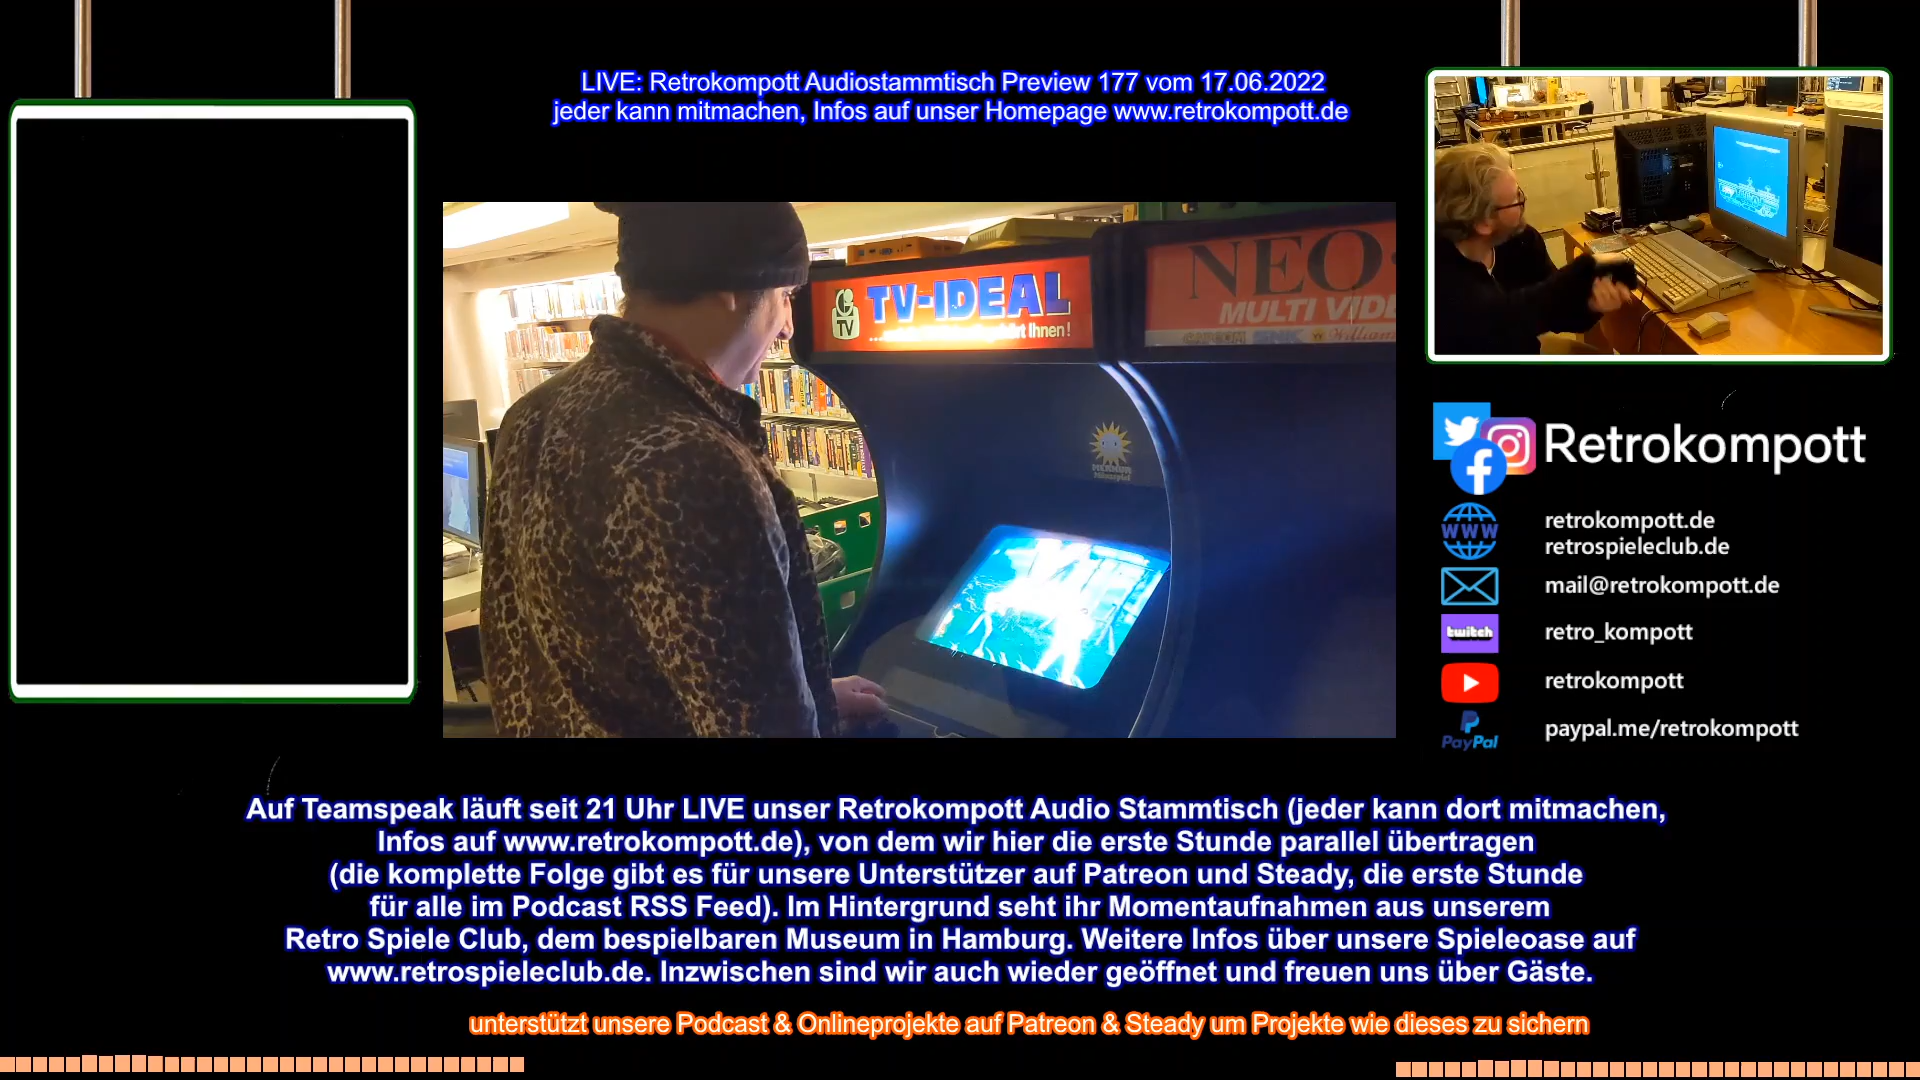 LIVE: Retrokompott Audiostammtisch Preview 177 vom 17.06.2022
jeder kann mitmachen, Infos auf unser Homepage www.retrokompott.de
TV-IDEAL
TV
Ihnen!
NEO
MULTI
CAPCOM SNK Williams
Retrokompott
www
retrokompott.de
retrospieleclub.de
mail@retrokompott.de
twitch
retro_kompott
retrokompott
PayPal
paypal.me/retrokompott
Auf Teamspeak läuft seit 21 Uhr LIVE unser Retrokompott Audio Stammtisch (jeder kann dort mitmachen,
Infos auf www.retrokompott.de), von dem wir hier die erste Stunde parallel übertragen
(die komplette Folge gibt es für unsere Unterstützer auf Patreon und Steady, die erste Stunde
für alle im Podcast RSS Feed). Im Hintergrund seht ihr Momentaufnahmen aus unserem
Retro Spiele Club, dem bespielbaren Museum in Hamburg. Weitere Infos über unsere Spieleoase auf
www.retrospieleclub.de. Inzwischen sind wir auch wieder geöffnet und freuen uns über Gäste.
unterstützt unsere Podcast & Onlineprojekte auf Patreon & Steady um Projekte wie dieses zu sichern